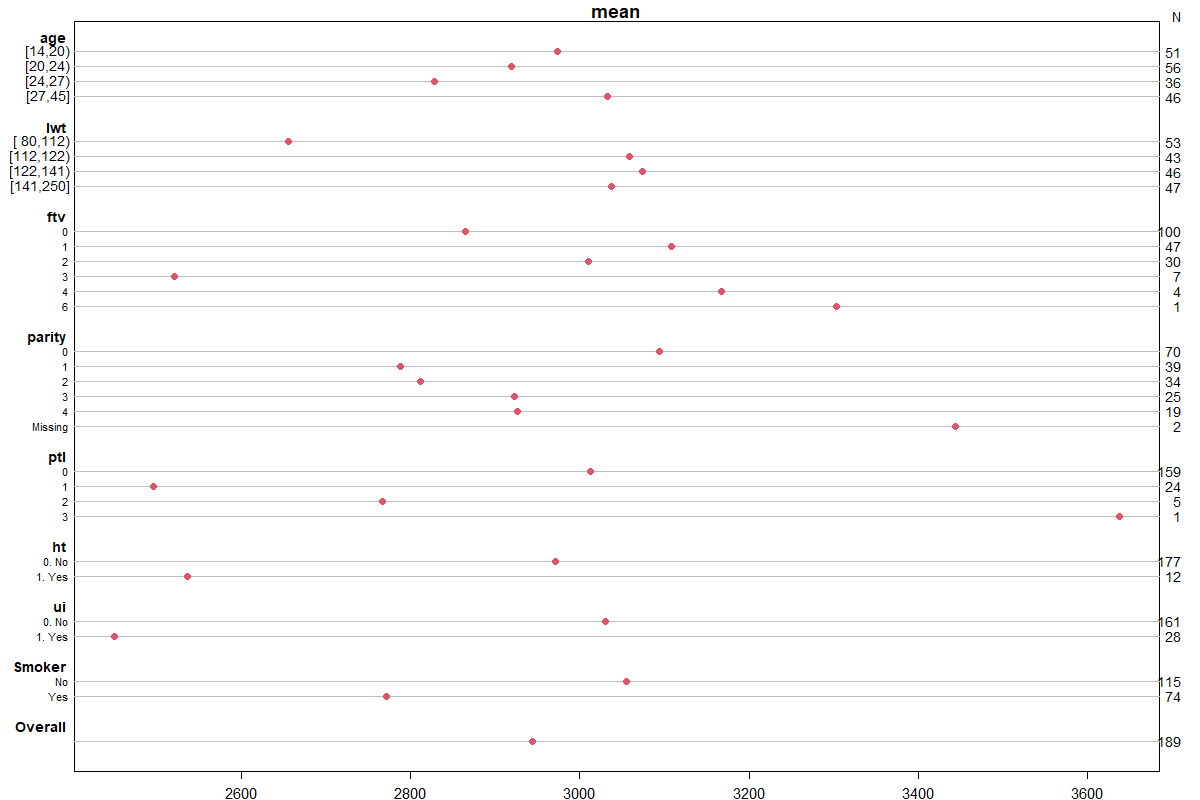 mean
N
age
[14,20) 51
[20,24) 56
[24,27) 36
[27,45] 46
lwt
[ 80,112) 53
[112,122) 43
[122,141) 46
[141,250] 47
ftv
0 100
1 47
2 30
3 7
4 4
6 1
parity
0 70
1 39
2 34
3 25
4 19
Missing 2
ptl
0 159
1 24
2 5
3 1
ht
0. No 177
1. Yes 12
ui
0. No 161
1. Yes 28
Smoker
No 115
Yes 74
Overall
189
2600 2800 3000 3200 3400 3600